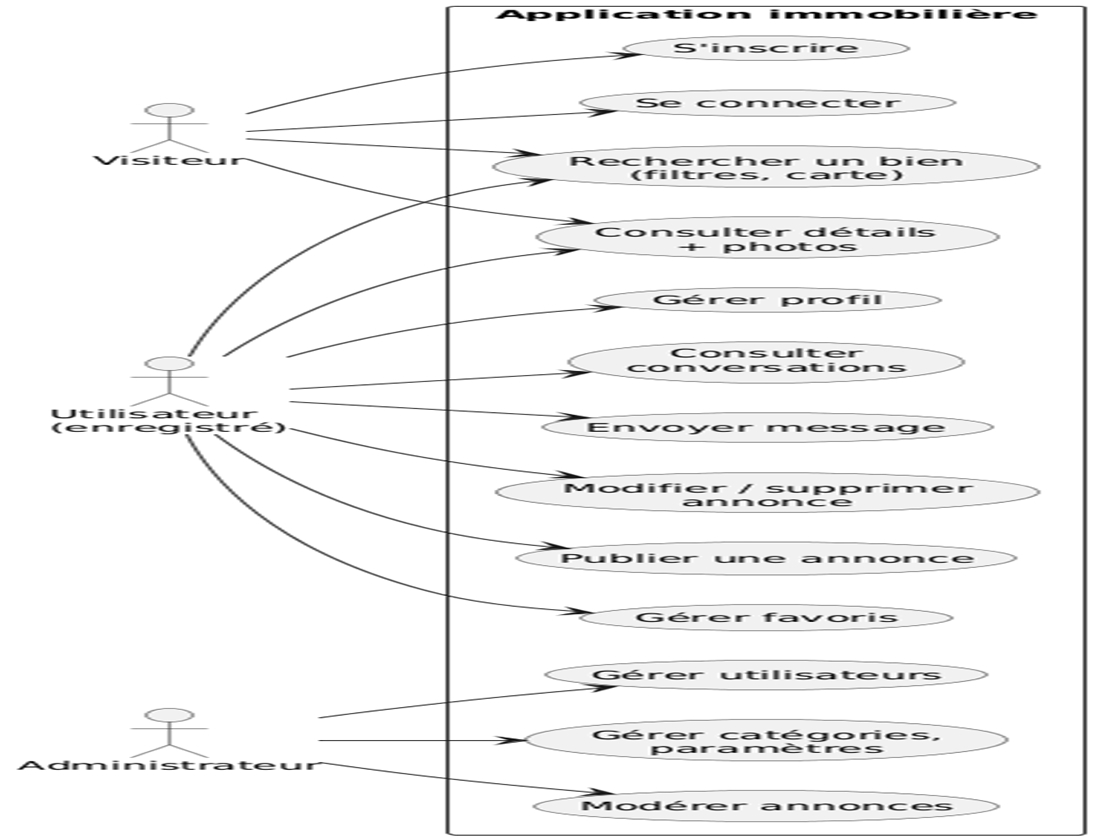 Application immobilière
S'inscrire
Se connecter
Visiteur
Rechercher un bien
(filtres, carte)
Consulter détails
+ photos
Gérer profil
Consulter
conversations
Utilisateur
(enregistré)
Envoyer message
Modifier / supprimer
annonce
Publier une annonce
Gérer favoris
Gérer utilisateurs
Gérer catégories,
paramètres
Administrateur
Modérer annonces